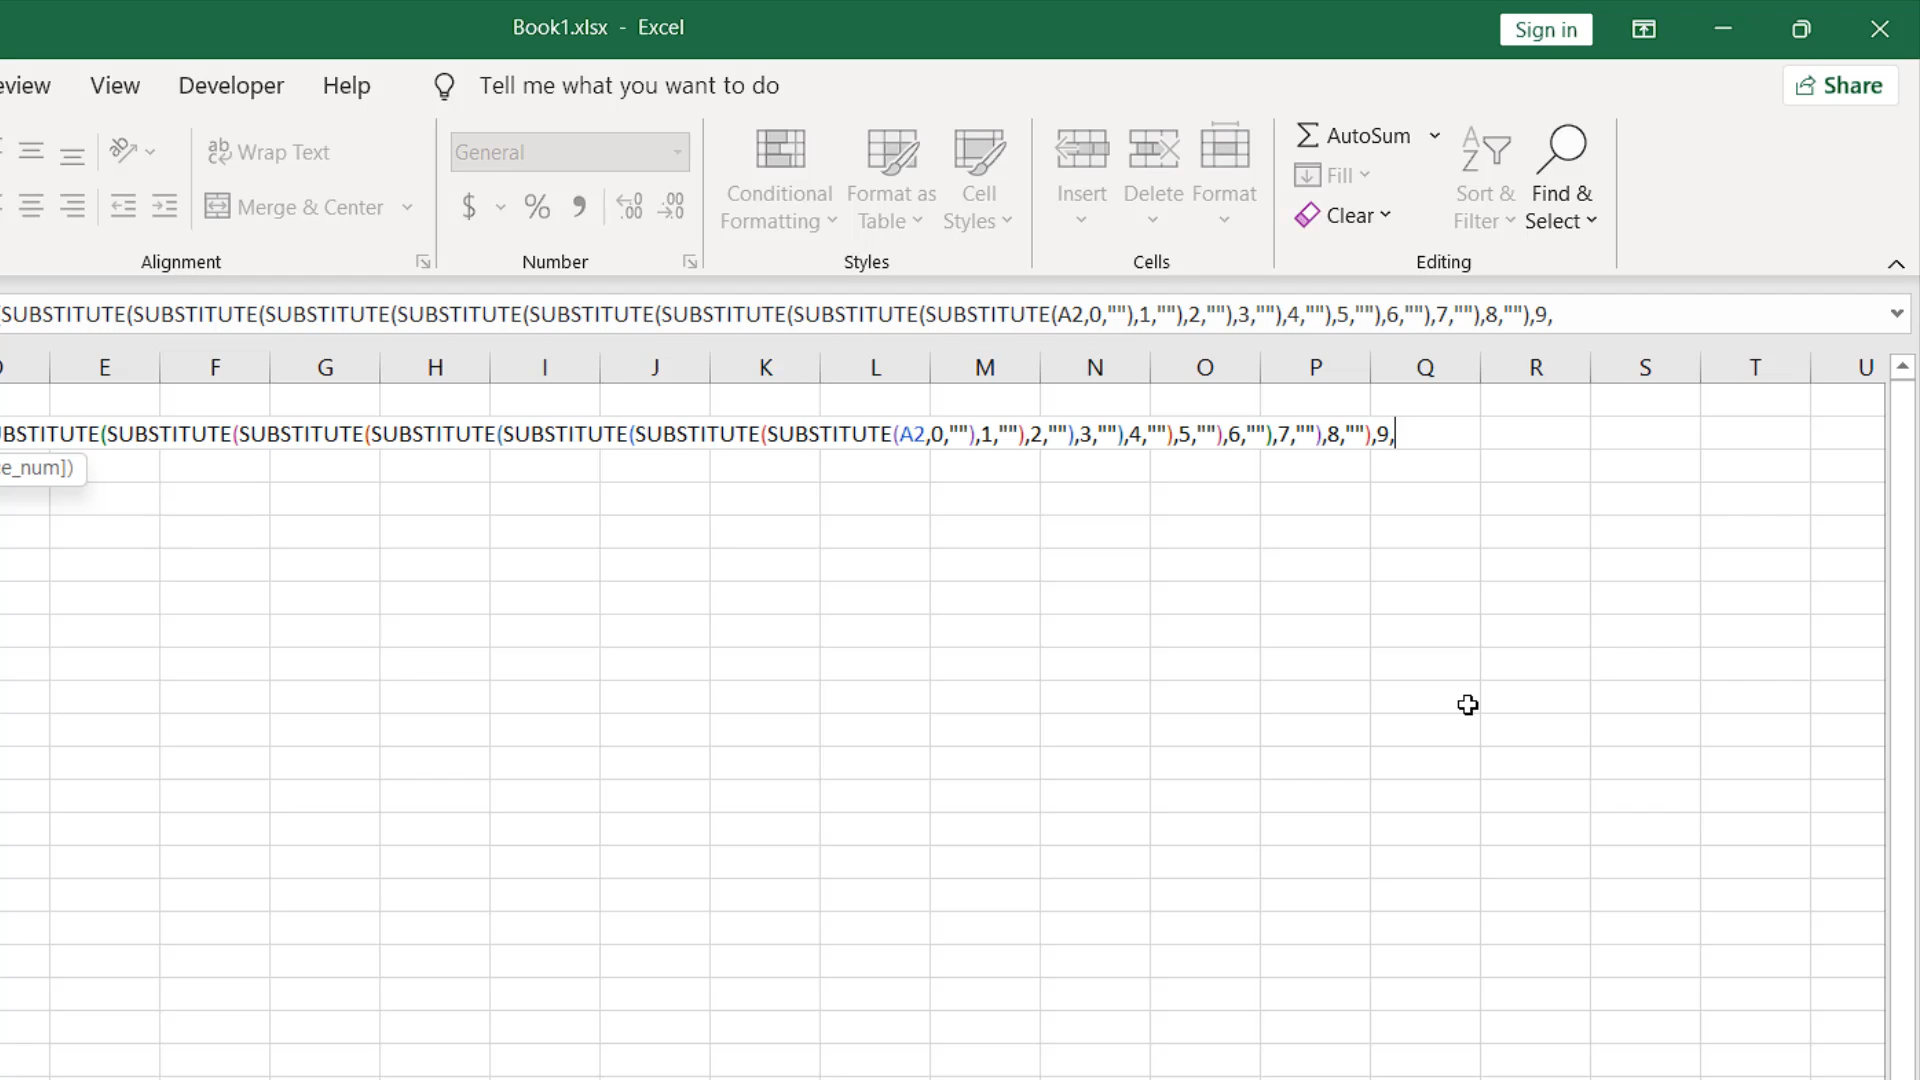 Book1.xlsx - Excel
Sign in
eview View Developer Help Tell me what you want to do
Share
Wrap Text
General
Merge & Center
$ % , .00 .00
Conditional Formatting
Format as Table
Cell Styles
Insert
Delete
Format
AutoSum
Fill
Clear
Sort & Filter
Find & Select
Alignment
Number
Styles
Cells
Editing
(SUBSTITUTE(SUBSTITUTE(SUBSTITUTE(SUBSTITUTE(SUBSTITUTE(SUBSTITUTE(SUBSTITUTE(SUBSTITUTE(A2,0,""),1,""),2,""),3,""),4,""),5,""),6,""),7,""),8,""),9,
E F G H I J K L M N O P Q R S T U
BSTITUTE(SUBSTITUTE(SUBSTITUTE(SUBSTITUTE(SUBSTITUTE(SUBSTITUTE(SUBSTITUTE(A2,0,""),1,""),2,""),3,""),4,""),5,""),6,""),7,""),8,""),9,
e_num])